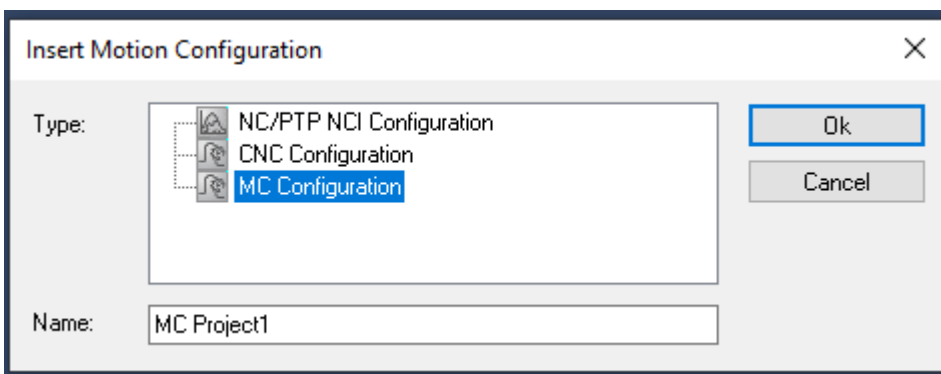 Insert Motion Configuration
Type:
NC/PTP NCI Configuration
CNC Configuration
MC Configuration
Ok
Cancel
Name:
MC Project1